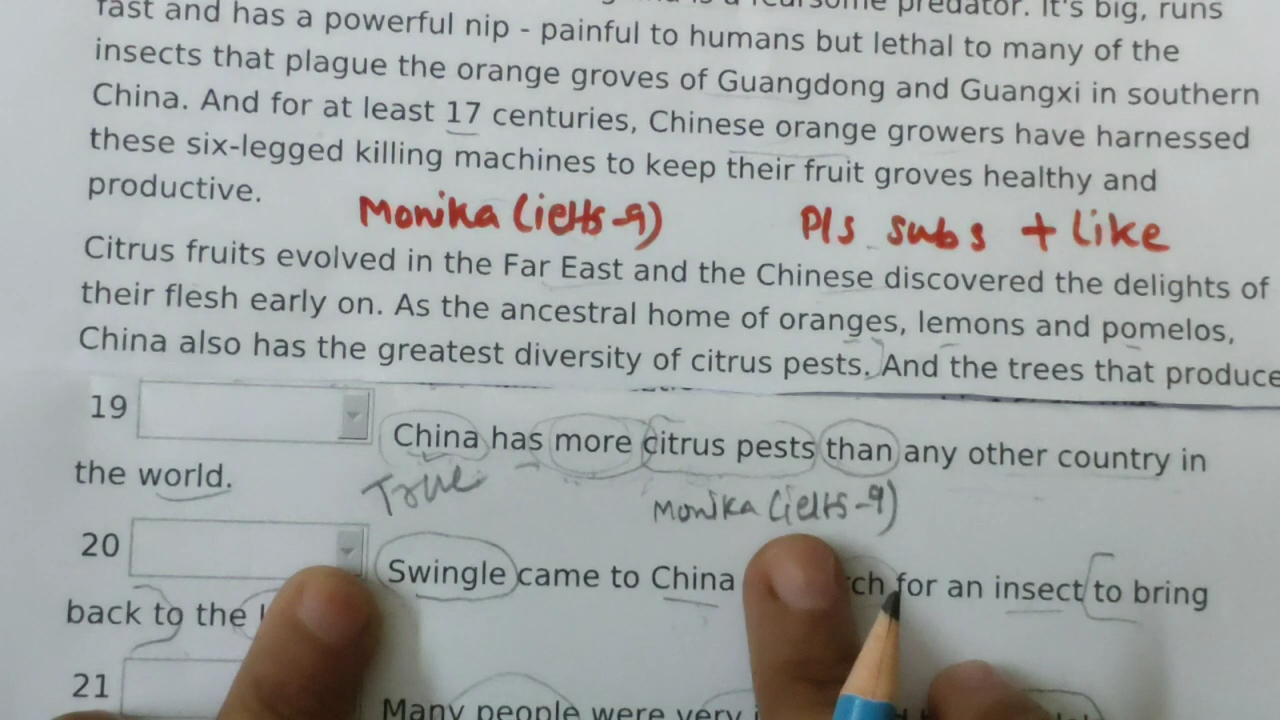 fast and has a powerful nip - painful to humans but lethal to many of the
insects that plague the orange groves of Guangdong and Guangxi in southern
China. And for at least 17 centuries, Chinese orange growers have harnessed
these six-legged killing machines to keep their fruit groves healthy and
productive.
Monika (ielts-9) Pls subs + like
Citrus fruits evolved in the Far East and the Chinese discovered the delights of
their flesh early on. As the ancestral home of oranges, lemons and pomelos,
China also has the greatest diversity of citrus pests. And the trees that produce
19 China has more citrus pests than any other country in
the world.
True Monika (ielts-9)
20 Swingle came to China for an insect to bring
back to the
21 Many people were very